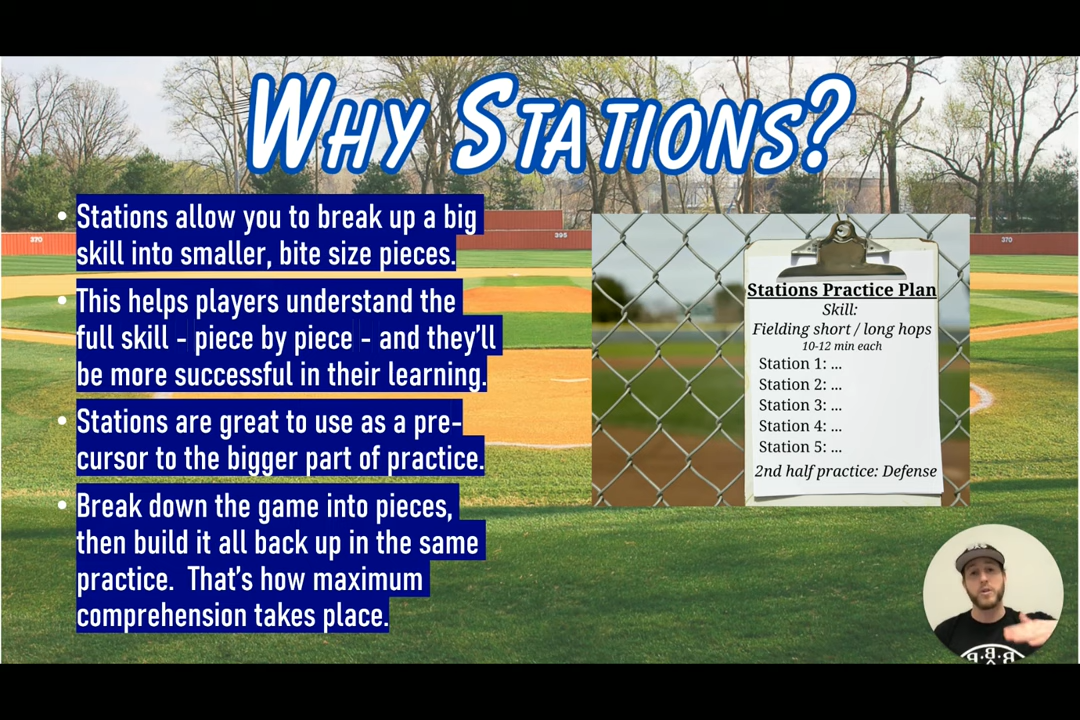 WHY STATIONS?
• Stations allow you to break up a big
skill into smaller, bite size pieces.
• This helps players understand the
full skill - piece by piece - and they'll
be more successful in their learning.
• Stations are great to use as a pre-
cursor to the bigger part of practice.
• Break down the game into pieces,
then build it all back up in the same
practice.  That's how maximum
comprehension takes place.
370
395
370
Stations Practice Plan
Skill:
Fielding short / long hops
10-12 min each
Station 1: ...
Station 2: ...
Station 3: ...
Station 4: ...
Station 5: ...
2nd half practice: Defense